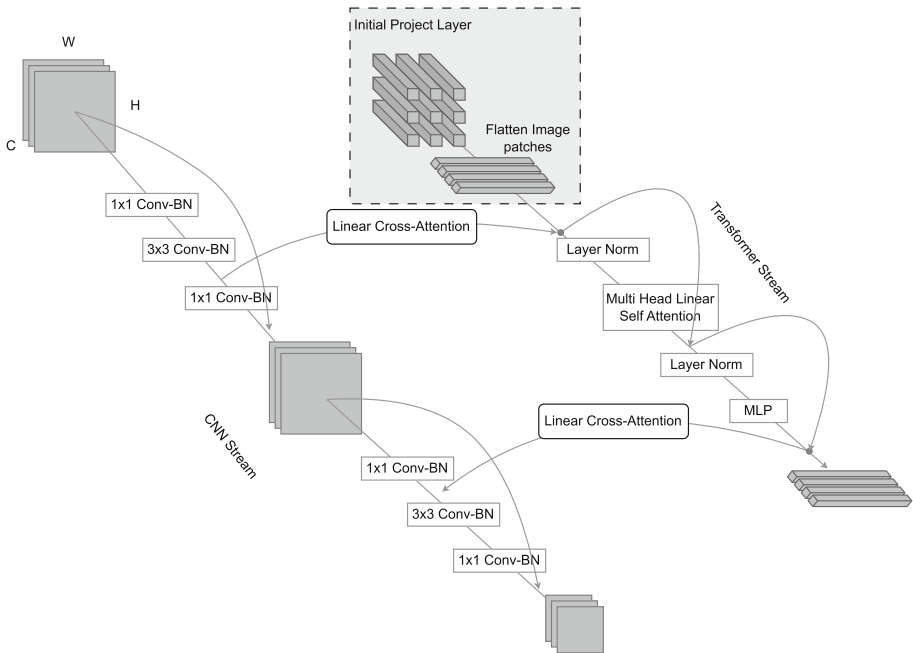 Initial Project Layer
W
H
C
Flatten Image
patches
1x1 Conv-BN
3x3 Conv-BN
1x1 Conv-BN
Linear Cross-Attention
Layer Norm
Transformer Stream
Multi Head Linear
Self Attention
Layer Norm
MLP
Linear Cross-Attention
CNN Stream
1x1 Conv-BN
3x3 Conv-BN
1x1 Conv-BN